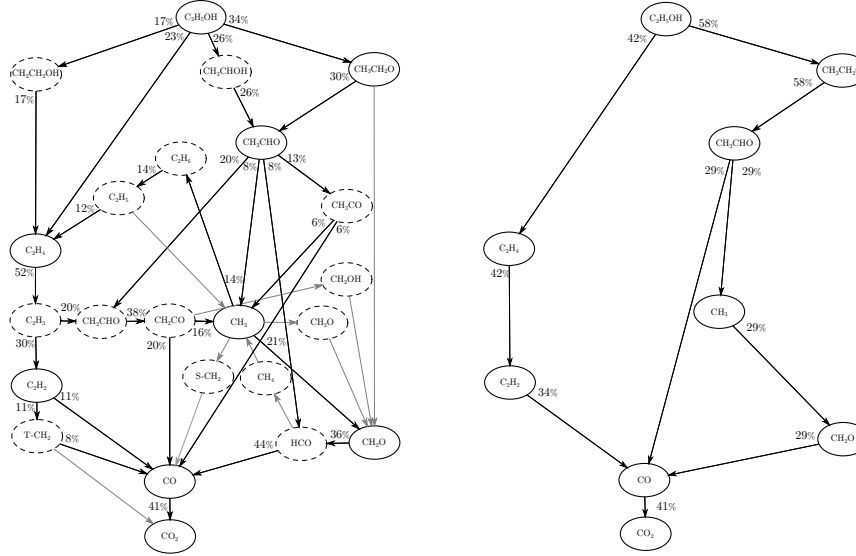 C₂H₅OH
17%
34%
23%
26%
CH₂CH₂OH
CH₃CHOH
CH₃CH₂O
30%
17%
26%
CH₃CHO
20%
8%
8%
13%
C₂H₆
14%
C₂H₅
12%
CH₃CO
6%
6%
C₂H₄
52%
14%
CH₂OH
C₂H₃
20%
CH₂CHO
38%
CH₂CO
16%
CH₃
CH₃O
30%
20%
21%
S-CH₂
CH₄
C₂H₂
11%
11%
T-CH₂
8%
44%
HCO
36%
CH₂O
CO
41%
CO₂
C₂H₅OH
58%
42%
CH₃CH₂
58%
CH₃CHO
29%
29%
C₂H₄
42%
CH₃
29%
C₂H₂
34%
29%
CH₂O
CO
41%
CO₂